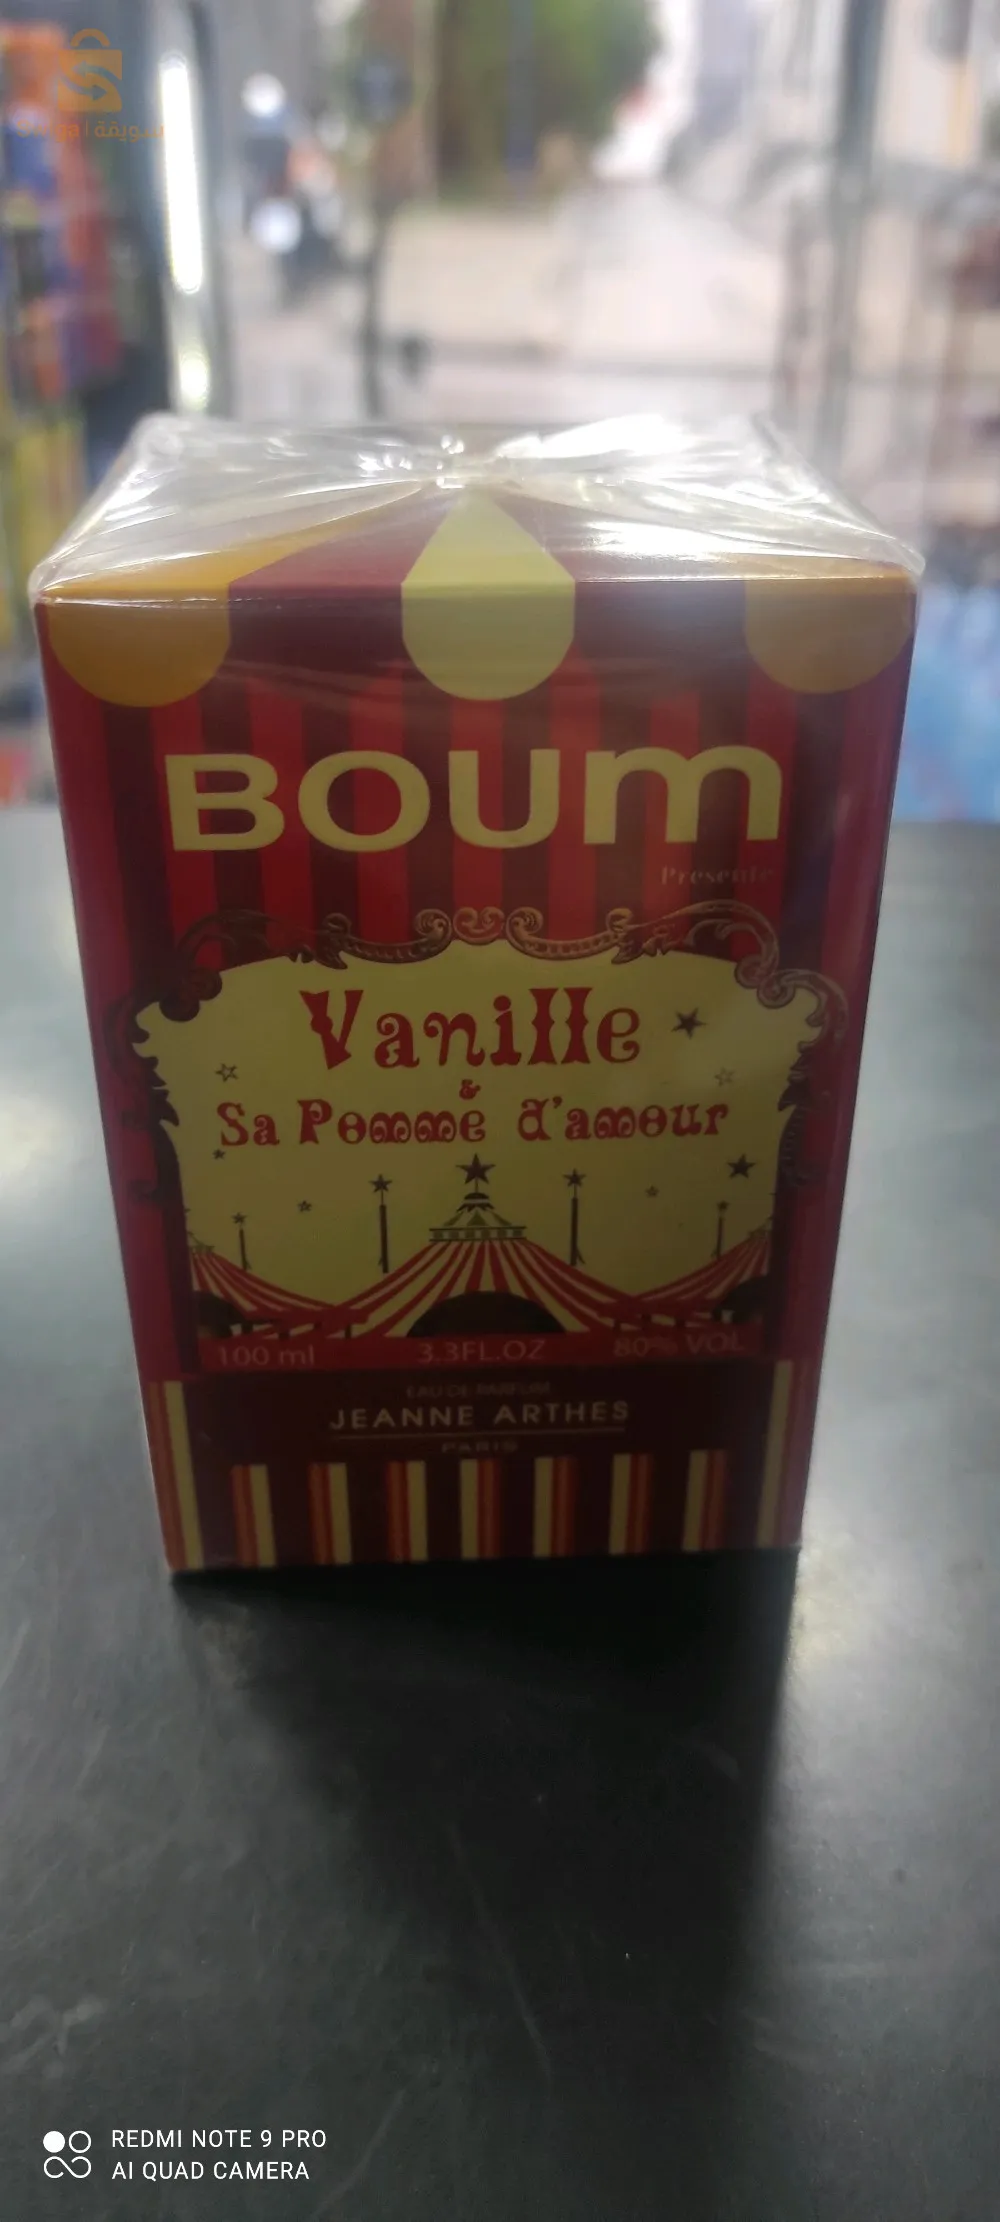 سويقة
BOUM
Présente
Vanille
&
Sa Pomme d'amour
100 ml 3.3FL.OZ 80% VOL
EAU DE PARFUM
JEANNE ARTHES
PARIS
REDMI NOTE 9 PRO
AI QUAD CAMERA